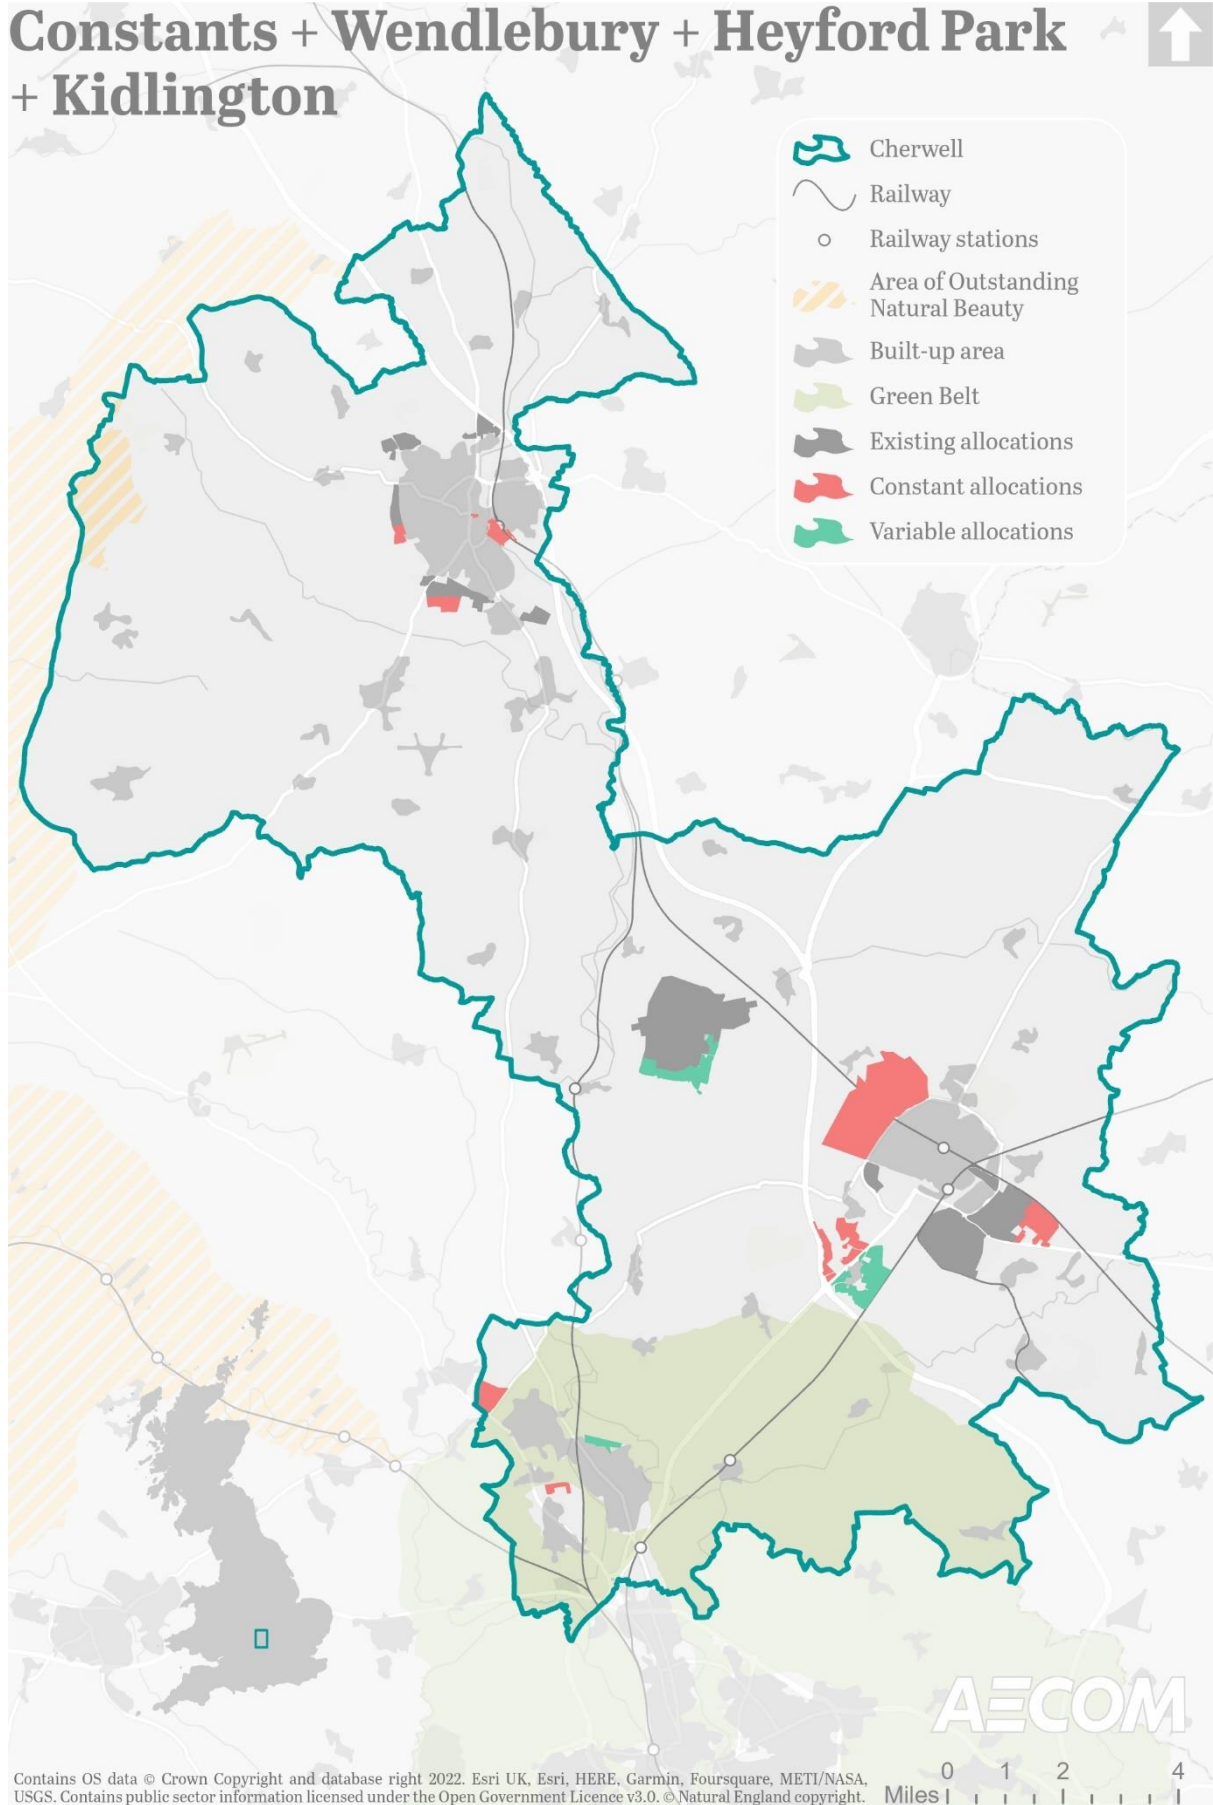 Constants + Wendlebury + Heyford Park
+ Kidlington
Cherwell
Railway
Railway stations
Area of Outstanding
Natural Beauty
Built-up area
Green Belt
Existing allocations
Constant allocations
Variable allocations
AECOM
0 1 2 4
Miles
Contains OS data © Crown Copyright and database right 2022. Esri UK, Esri, HERE, Garmin, Foursquare, METI/NASA,
USGS. Contains public sector information licensed under the Open Government Licence v3.0. © Natural England copyright.